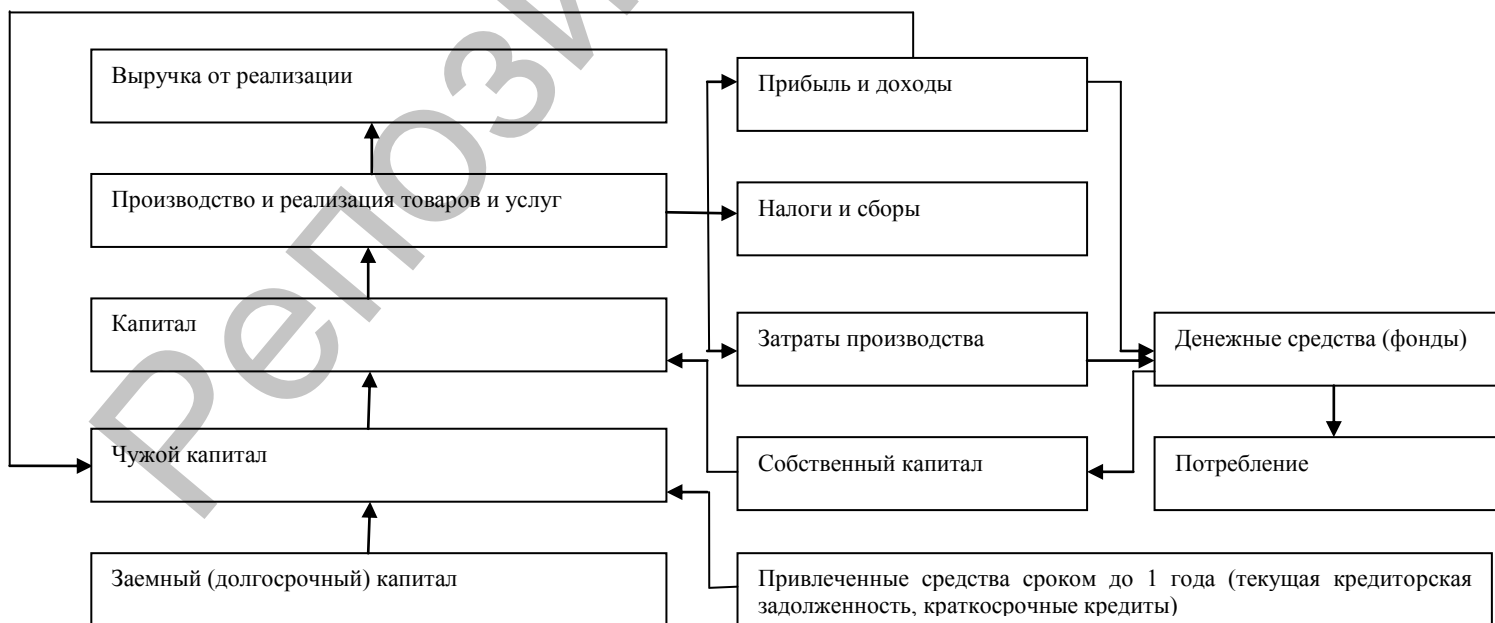 Выручка от реализации
Прибыль и доходы
Производство и реализация товаров и услуг
Налоги и сборы
Капитал
Затраты производства
Денежные средства (фонды)
Чужой капитал
Собственный капитал
Потребление
Заемный (долгосрочный) капитал
Привлеченные средства сроком до 1 года (текущая кредиторская
задолженность, краткосрочные кредиты)
Репози